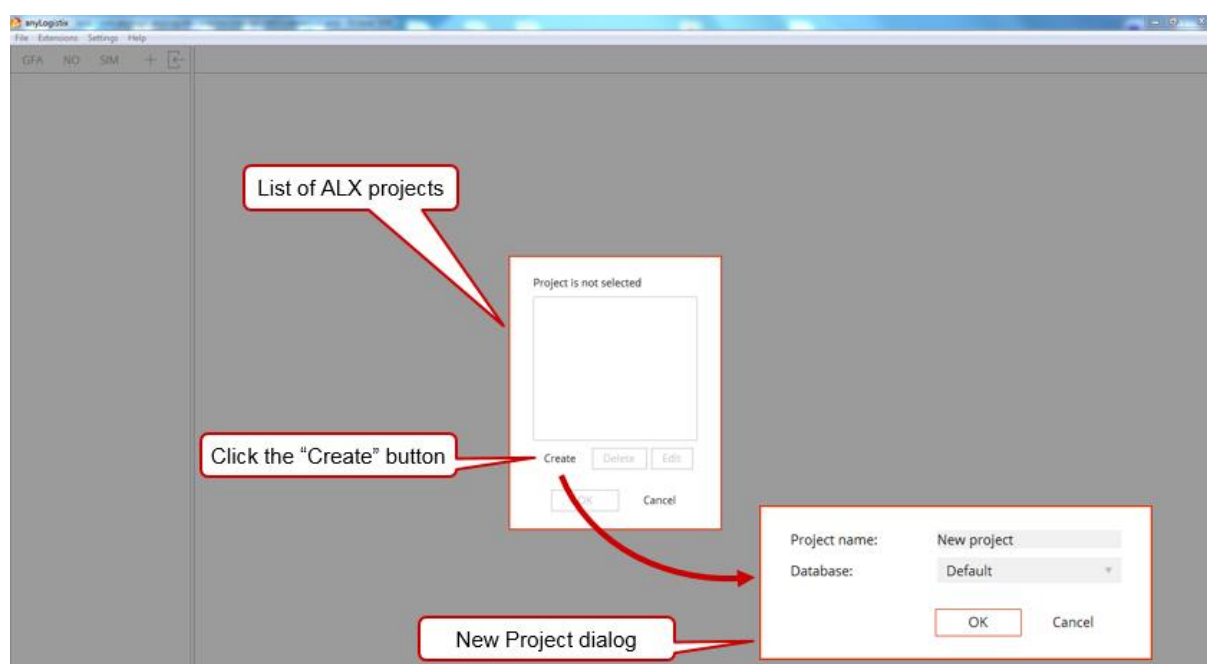 anyLogistix
File Extensions Settings Help
GFA NO SIM
List of ALX projects
Project is not selected
Click the “Create” button
Create Delete Edit
OK Cancel
Project name: New project
Database: Default
OK Cancel
New Project dialog